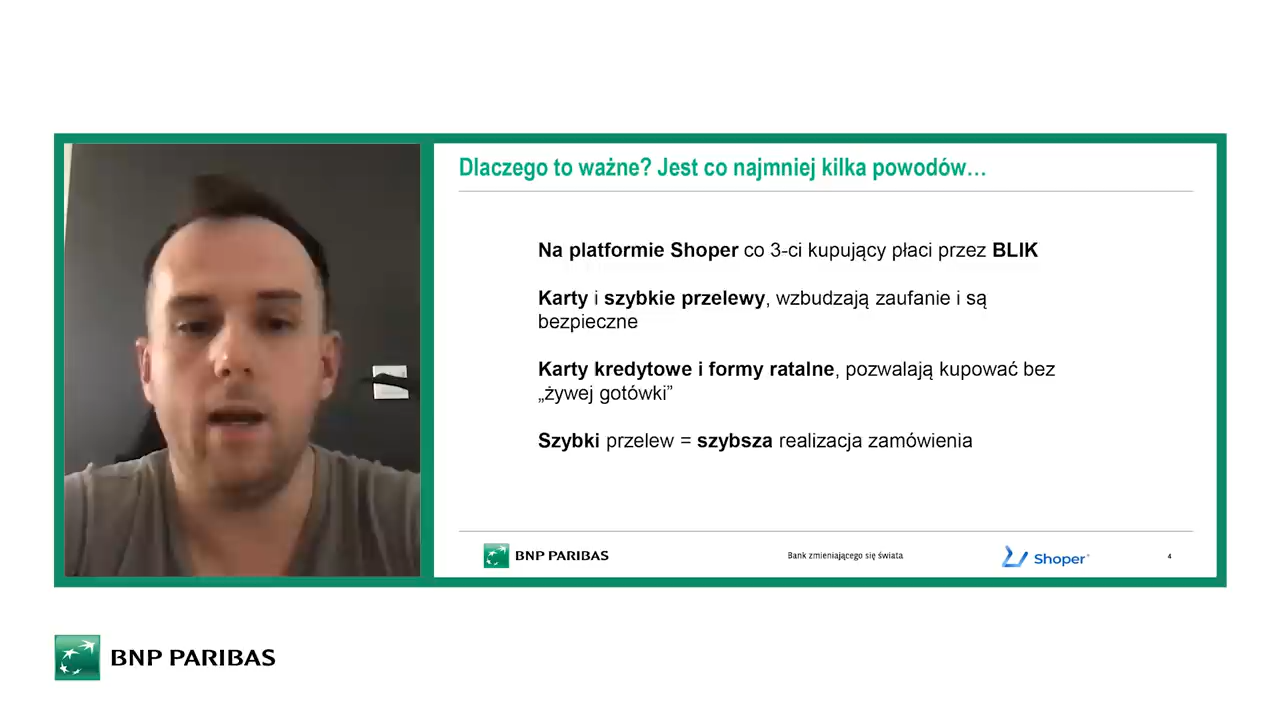 Dlaczego to ważne? Jest co najmniej kilka powodów…
Na platformie Shoper co 3-ci kupujący płaci przez BLIK
Karty i szybkie przelewy, wzbudzają zaufanie i są
bezpieczne
Karty kredytowe i formy ratalne, pozwalają kupować bez
„żywej gotówki”
Szybki przelew = szybsza realizacja zamówienia
BNP PARIBAS
Bank zmieniającego się świata
Shoper®
4
BNP PARIBAS